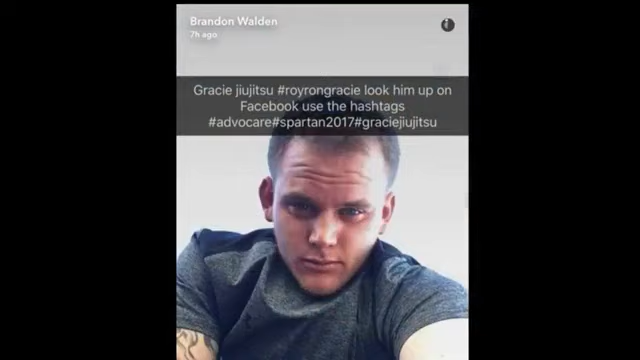 Brandon Walden
7h ago
Gracie jiujitsu #royrongracie look him up on
Facebook use the hashtags
#advocare#spartan2017#graciejiujitsu